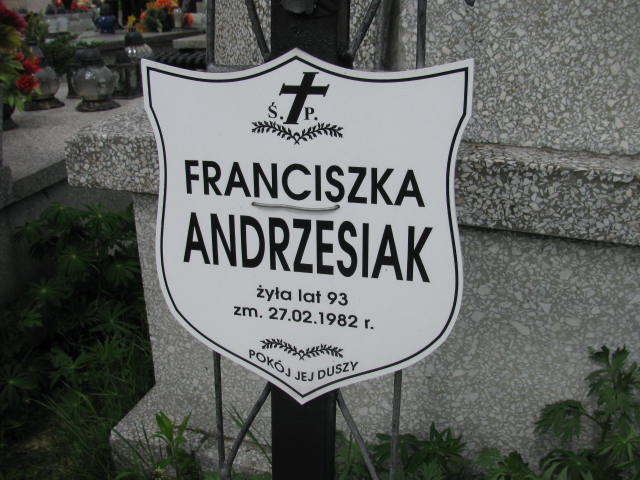 Ś. P.
FRANCISZKA
ANDRZESIAK
żyła lat 93
zm. 27.02.1982 r.
POKÓJ JEJ DUSZY